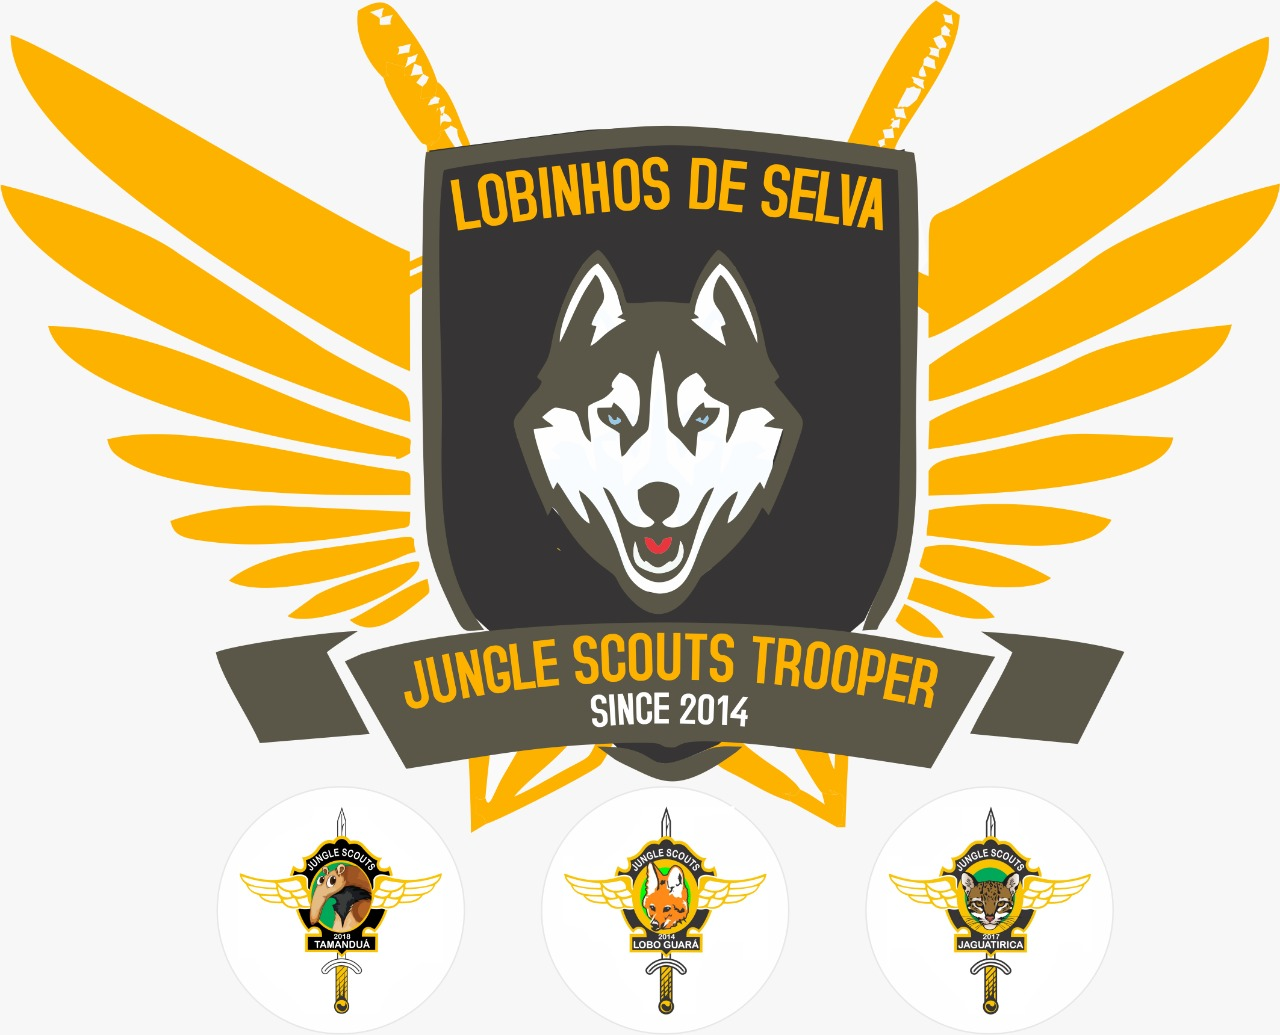 LOBINHOS DE SELVA
JUNGLE SCOUTS TROOPER
SINCE 2014
JUNGLE SCOUTS
2018
TAMANDUÁ
JUNGLE SCOUTS
2014
LOBO GUARÁ
JUNGLE SCOUTS
2017
JAGUATIRICA